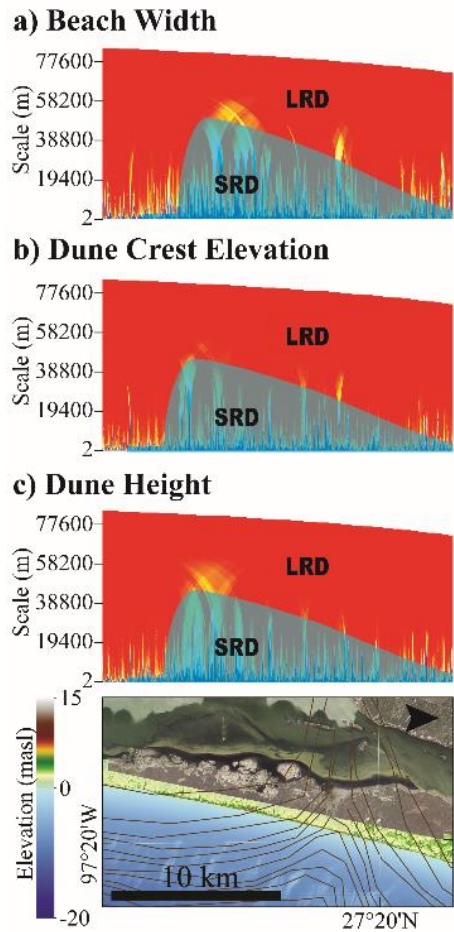 a) Beach Width
77600
58200
38800
19400
2
Scale (m)
LRD
SRD
b) Dune Crest Elevation
77600
58200
38800
19400
2
Scale (m)
LRD
SRD
c) Dune Height
77600
58200
38800
19400
2
Scale (m)
LRD
SRD
15
0
-20
Elevation (masl)
97°20'W
10 km
27°20'N